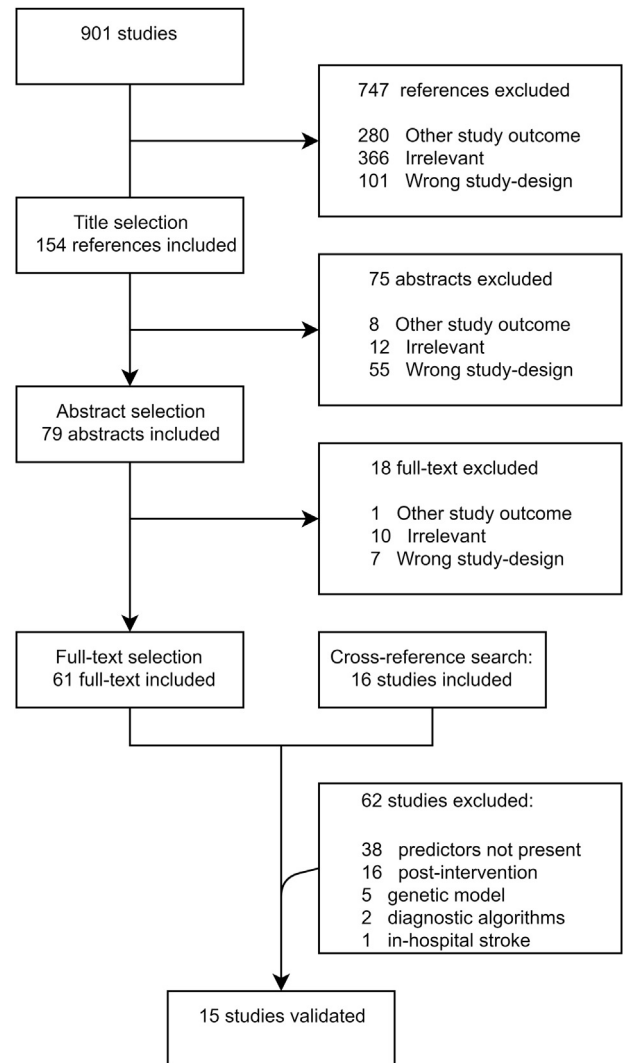 901 studies
747 references excluded
280 Other study outcome
366 Irrelevant
101 Wrong study-design
Title selection
154 references included
75 abstracts excluded
8 Other study outcome
12 Irrelevant
55 Wrong study-design
Abstract selection
79 abstracts included
18 full-text excluded
1 Other study outcome
10 Irrelevant
7 Wrong study-design
Full-text selection
61 full-text included
Cross-reference search:
16 studies included
62 studies excluded:
38 predictors not present
16 post-intervention
5 genetic model
2 diagnostic algorithms
1 in-hospital stroke
15 studies validated